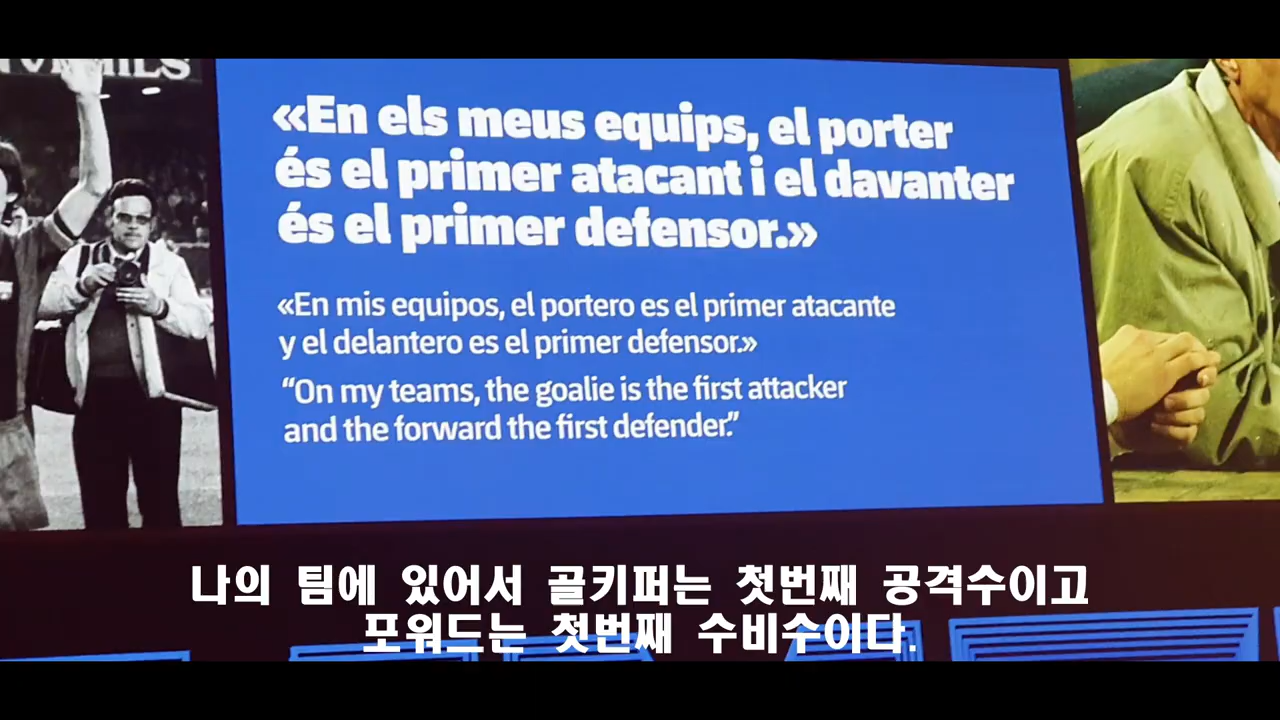 «En els meus equips, el porter
és el primer atacant i el davanter
és el primer defensor.»
«En mis equipos, el portero es el primer atacante
y el delantero es el primer defensor.»
“On my teams, the goalie is the first attacker
and the forward the first defender.”
나의 팀에 있어서 골키퍼는 첫번째 공격수이고
포워드는 첫번째 수비수이다.